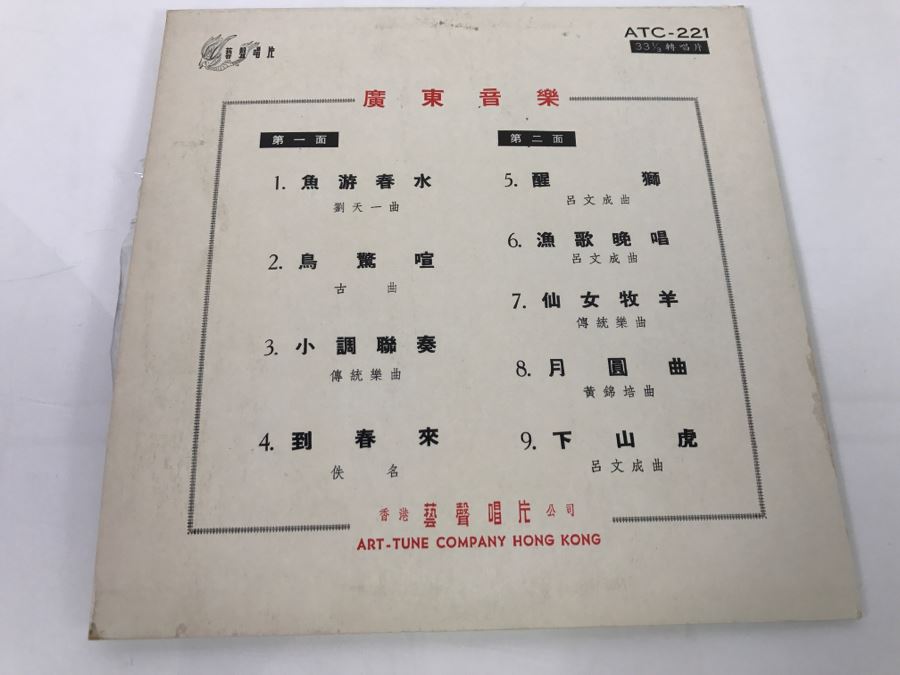 藝聲唱片
ATC-221
33⅓轉唱片
廣東音樂
第一面
1. 魚游春水
劉天一曲
2. 鳥驚喧
古曲
3. 小調聯奏
傳統樂曲
4. 到春來
佚名
第二面
5. 醒獅
呂文成曲
6. 漁歌晚唱
呂文成曲
7. 仙女牧羊
傳統樂曲
8. 月圓曲
黃錦培曲
9. 下山虎
呂文成曲
香港藝聲唱片公司
ART-TUNE COMPANY HONG KONG